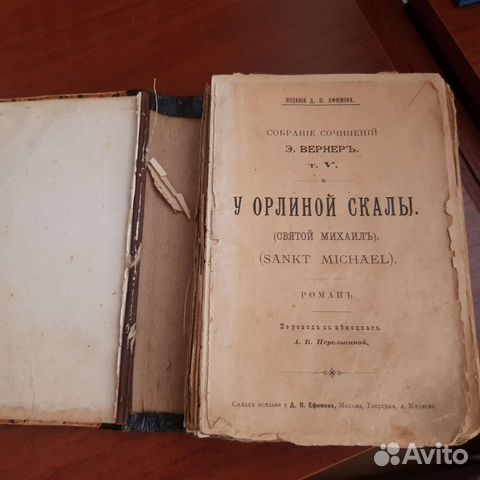 ИЗДАНІЕ Д. П. ЕФИМОВА.
СОБРАНІЕ СОЧИНЕНІЙ
Э. ВЕРНЕРЪ.
Т. V.
У ОРЛИНОЙ СКАЛЫ.
(СВЯТОЙ МИХАИЛЪ).
(SANKT MICHAEL).
РОМАНЪ.
Переводъ съ нѣмецкаго
А. В. Перелыгиной.
Складъ изданія у Д. П. Ефимова, Москва, Тверская, д.
Avito